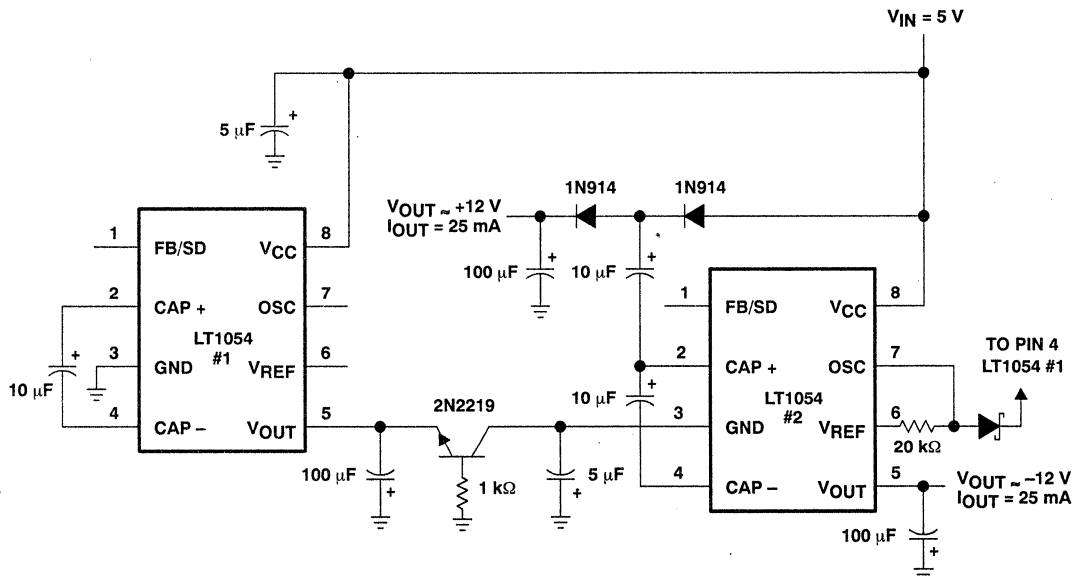 VIN = 5 V
5 µF
+
1N914
1N914
VOUT ≈ +12 V
IOUT = 25 mA
100 µF
+
10 µF
+
1
FB/SD
VCC
8
2
CAP +
OSC
7
LT1054
#1
3
GND
VREF
6
4
CAP –
VOUT
5
10 µF
+
1
FB/SD
VCC
8
2
CAP +
OSC
7
LT1054
#2
3
GND
VREF
6
4
CAP –
VOUT
5
10 µF
+
TO PIN 4
LT1054 #1
20 kΩ
2N2219
100 µF
+
1 kΩ
5 µF
+
VOUT ≈ –12 V
IOUT = 25 mA
100 µF
+